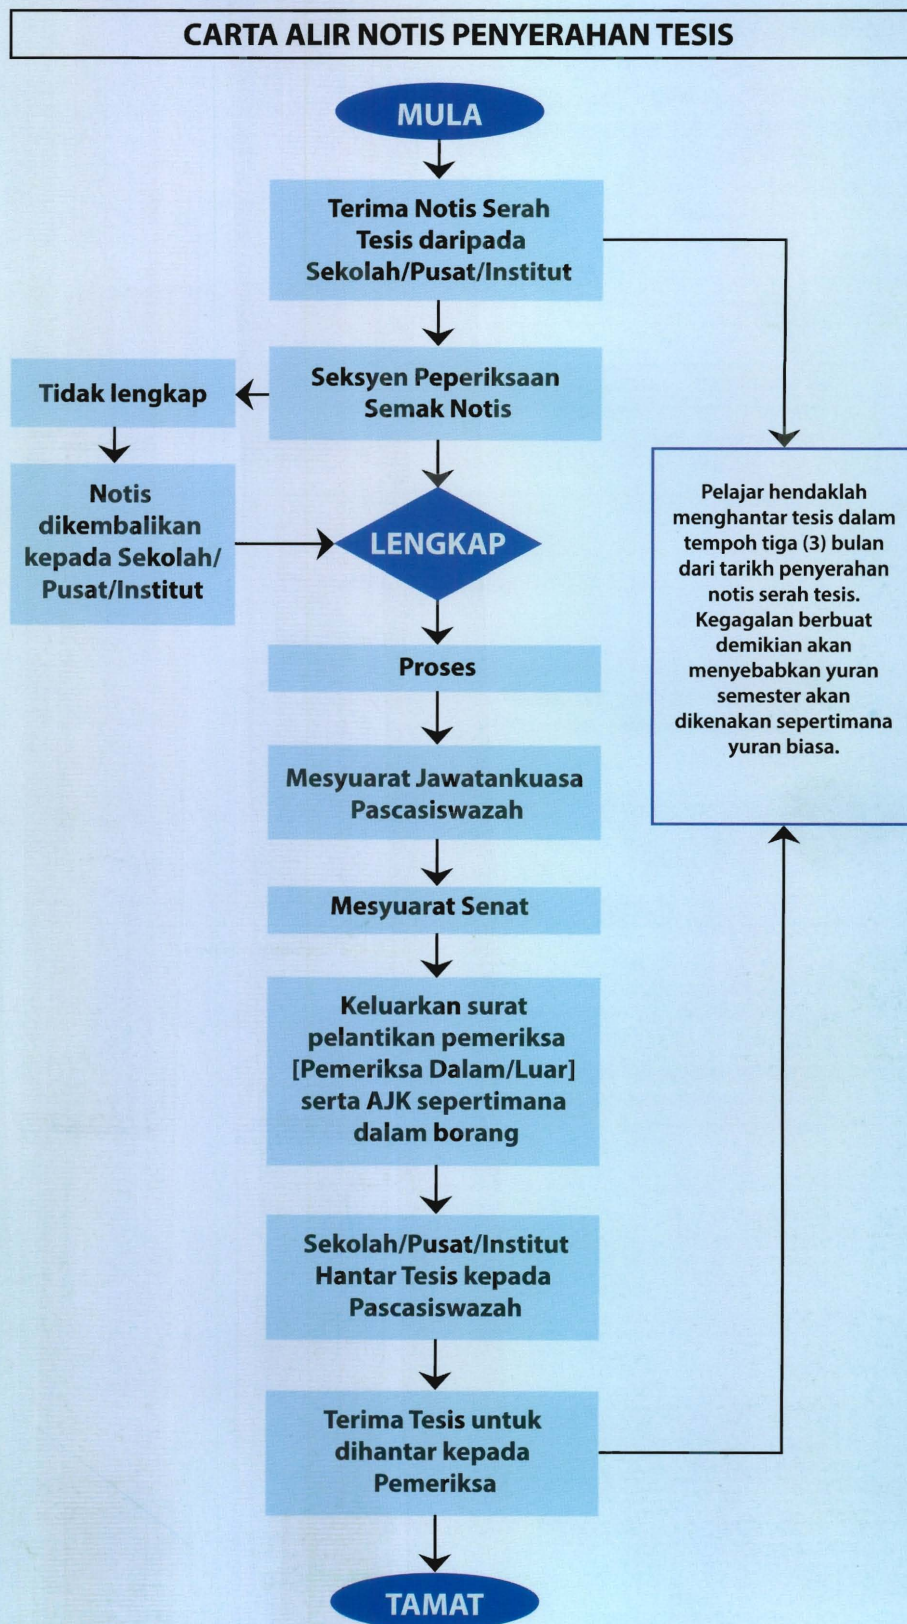 CARTA ALIR NOTIS PENYERAHAN TESIS
MULA
Terima Notis Serah
Tesis daripada
Sekolah/Pusat/Institut
Seksyen Peperiksaan
Semak Notis
Tidak lengkap
Notis
dikembalikan
kepada Sekolah/
Pusat/Institut
LENGKAP
Pelajar hendaklah
menghantar tesis dalam
tempoh tiga (3) bulan
dari tarikh penyerahan
notis serah tesis.
Kegagalan berbuat
demikian akan
menyebabkan yuran
semester akan
dikenakan sepertimana
yuran biasa.
Proses
Mesyuarat Jawatankuasa
Pascasiswazah
Mesyuarat Senat
Keluarkan surat
pelantikan pemeriksa
[Pemeriksa Dalam/Luar]
serta AJK sepertimana
dalam borang
Sekolah/Pusat/Institut
Hantar Tesis kepada
Pascasiswazah
Terima Tesis untuk
dihantar kepada
Pemeriksa
TAMAT